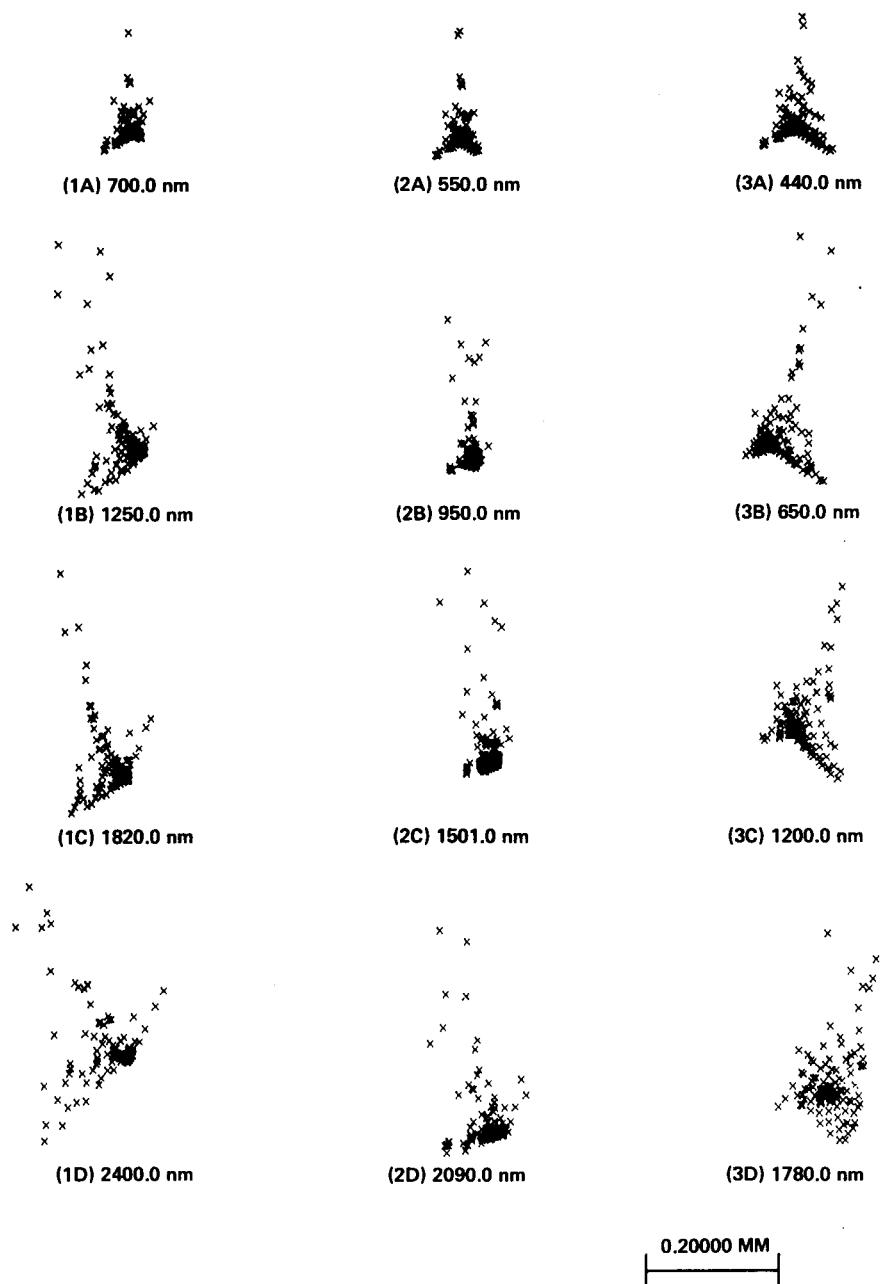 (1A) 700.0 nm
(2A) 550.0 nm
(3A) 440.0 nm
(1B) 1250.0 nm
(2B) 950.0 nm
(3B) 650.0 nm
(1C) 1820.0 nm
(2C) 1501.0 nm
(3C) 1200.0 nm
(1D) 2400.0 nm
(2D) 2090.0 nm
(3D) 1780.0 nm
0.20000 MM